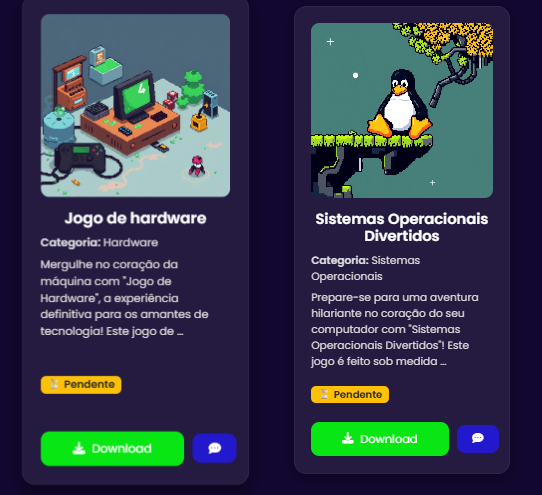 4
Jogo de hardware
Categoria: Hardware
Mergulhe no coração da
máquina com "Jogo de
Hardware", a experiência
definitiva para os amantes de
tecnologia! Este jogo de ...
⏳ Pendente
Download
Sistemas Operacionais
Divertidos
Categoria: Sistemas
Operacionais
Prepare-se para uma aventura
hilariante no coração do seu
computador com "Sistemas
Operacionais Divertidos"! Este
jogo é feito sob medida ...
⏳ Pendente
Download